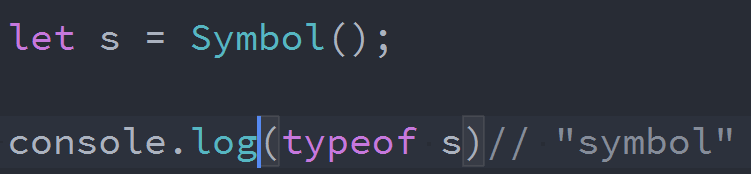 let s = Symbol();
console.log(typeof s)// "symbol"